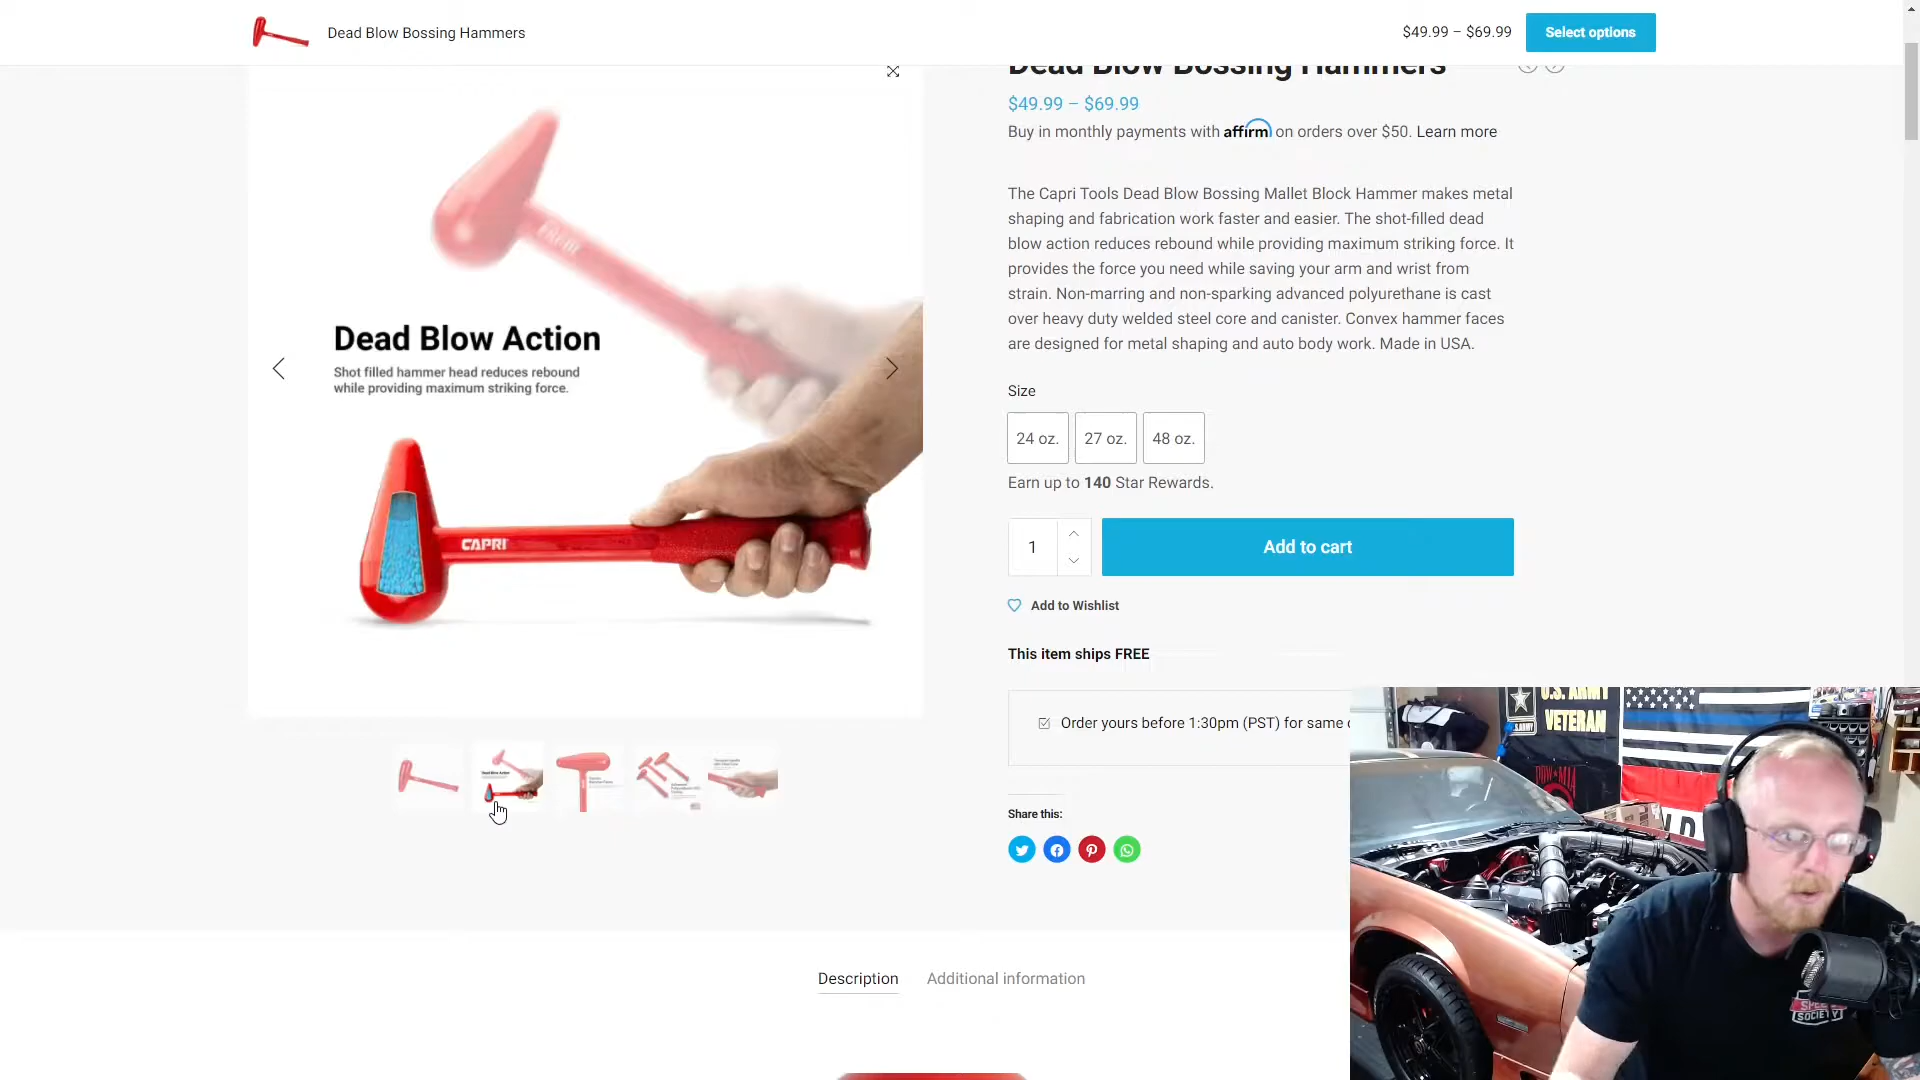 Dead Blow Bossing Hammers
$49.99 – $69.99
Select options
Dead Blow Bossing Hammers
$49.99 – $69.99
Buy in monthly payments with affirm on orders over $50. Learn more
The Capri Tools Dead Blow Bossing Mallet Block Hammer makes metal
shaping and fabrication work faster and easier. The shot-filled dead
blow action reduces rebound while providing maximum striking force. It
provides the force you need while saving your arm and wrist from
strain. Non-marring and non-sparking advanced polyurethane is cast
over heavy duty welded steel core and canister. Convex hammer faces
are designed for metal shaping and auto body work. Made in USA.
Dead Blow Action
Shot filled hammer head reduces rebound
while providing maximum striking force.
CAPRI
Size
24 oz.
27 oz.
48 oz.
Earn up to 140 Star Rewards.
1
Add to cart
Add to Wishlist
This item ships FREE
Order yours before 1:30pm (PST) for same
Share this:
Description
Additional information
U.S. ARMY
VETERAN
POW MIA
SPEED
SOCIETY